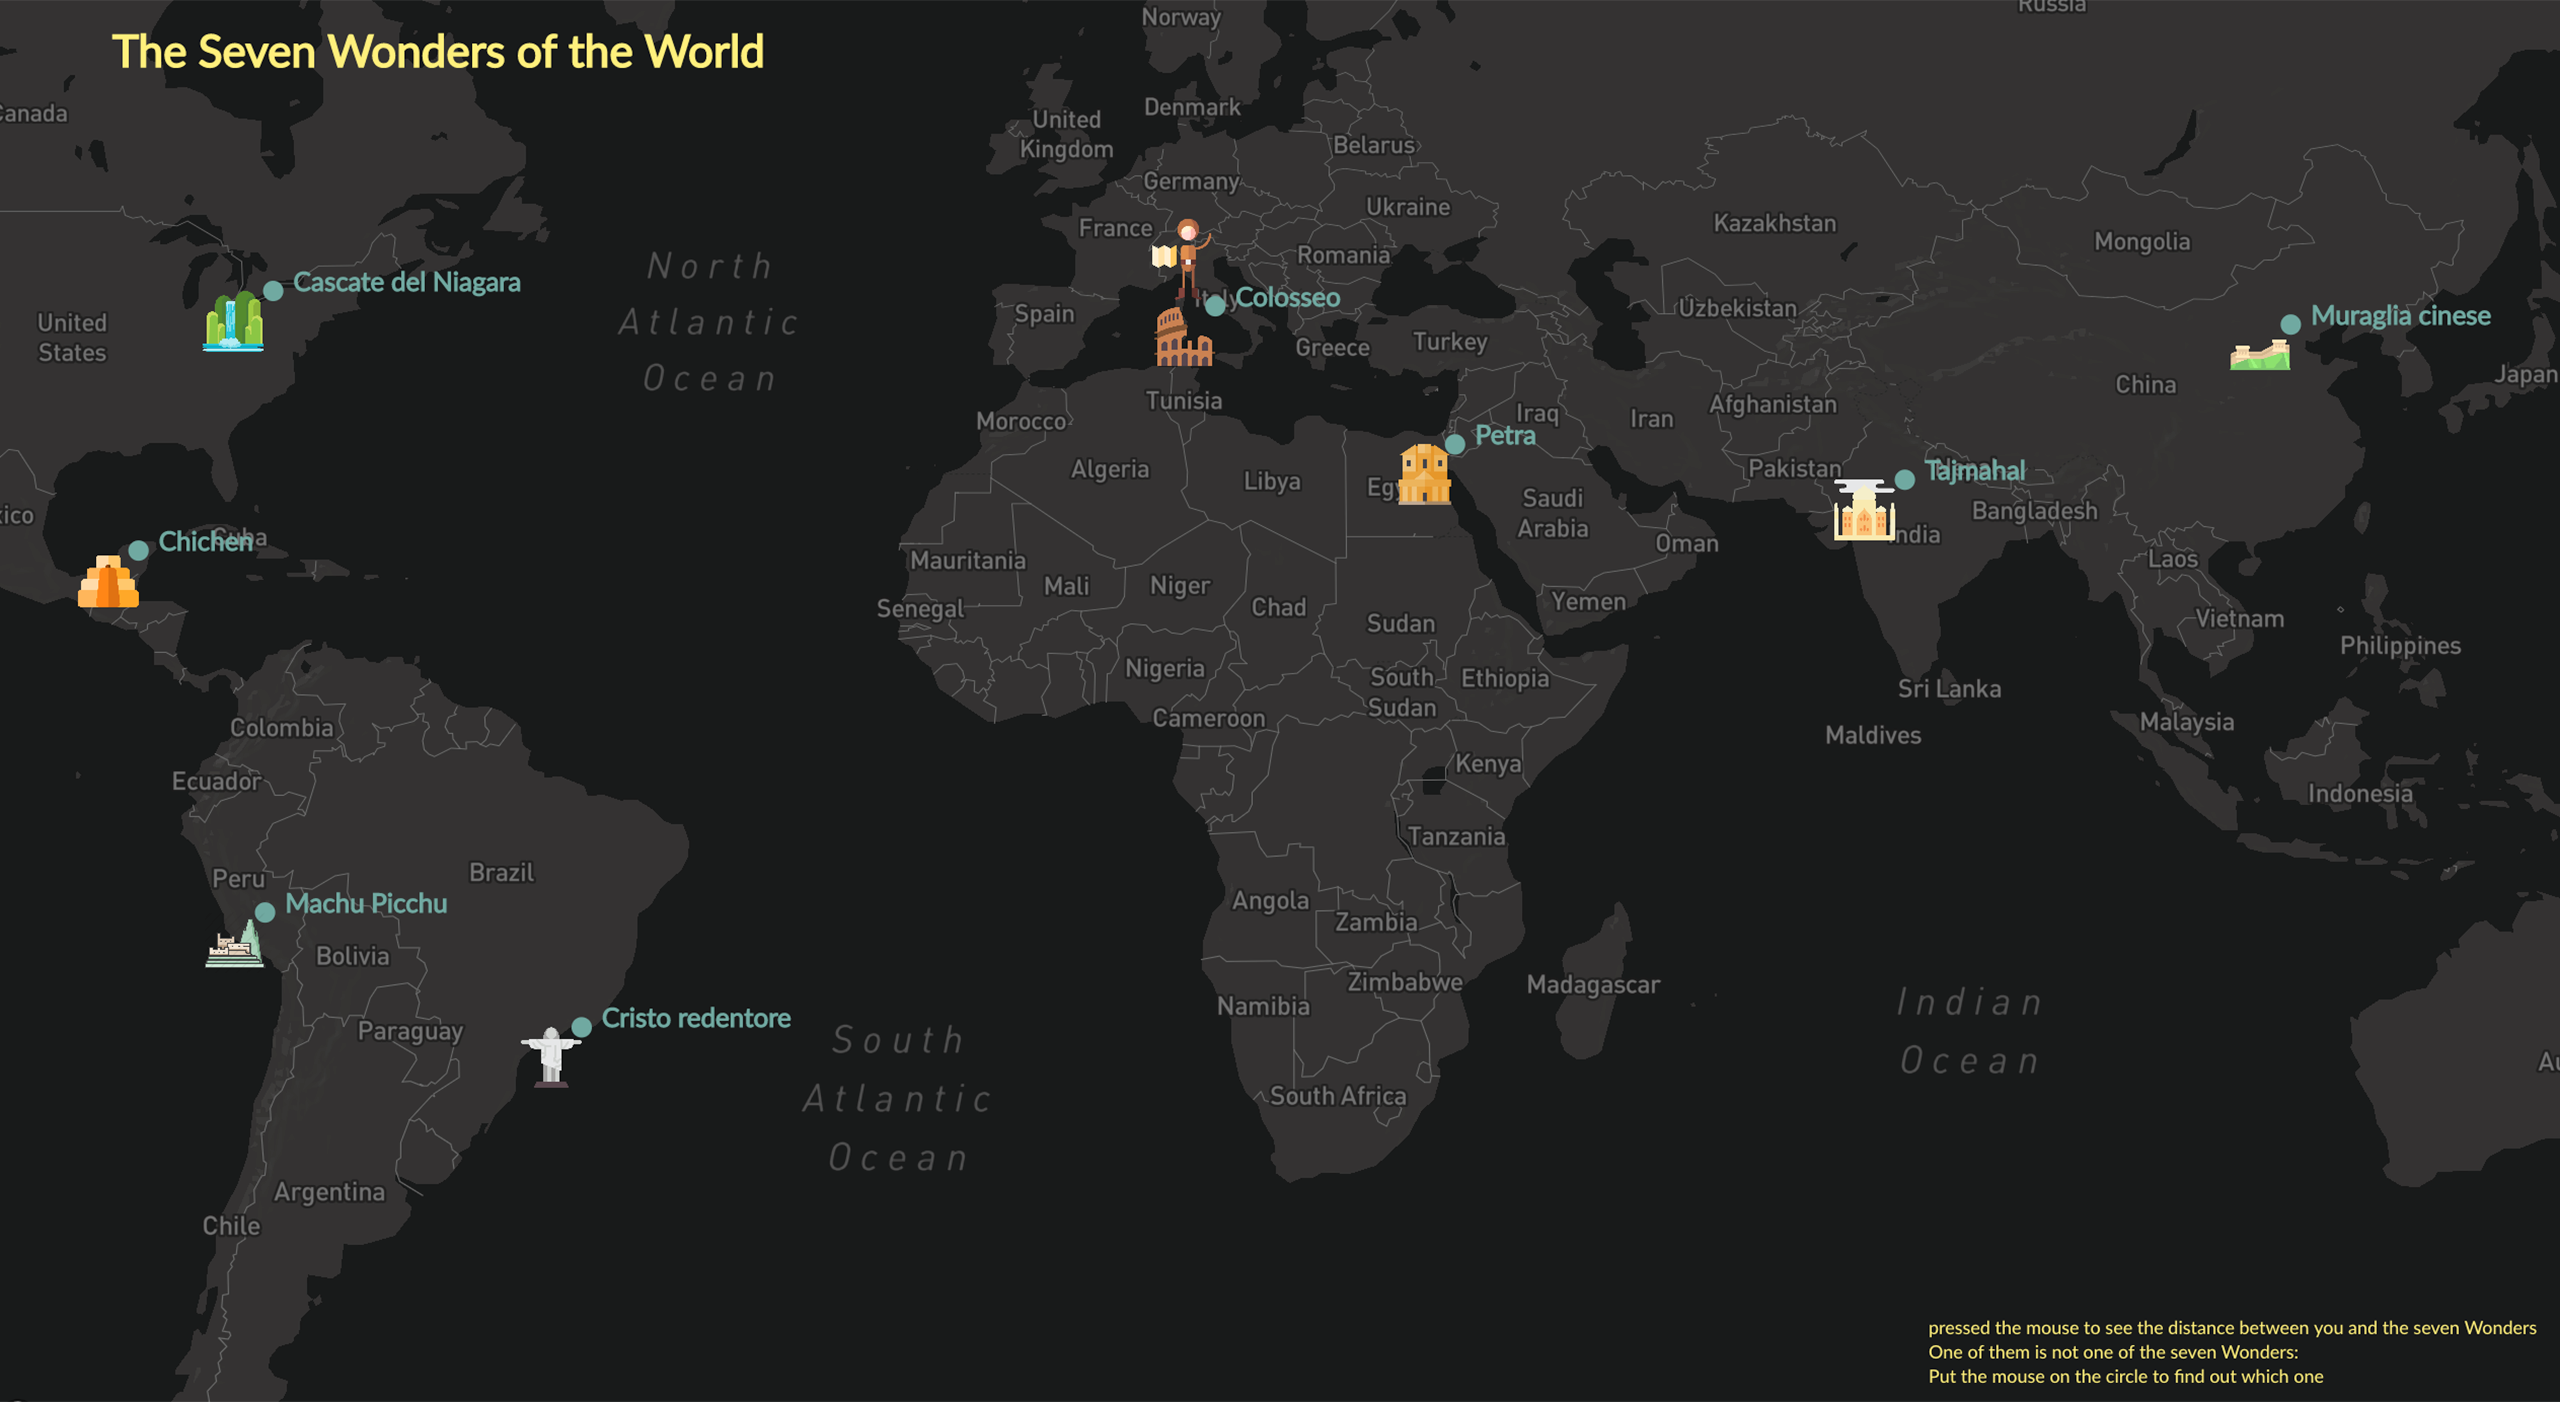 The Seven Wonders of the World
Norway
Russia
Canada
United
Kingdom
Denmark
Belarus
Germany
Ukraine
France
Romania
Kazakhstan
Mongolia
North
Atlantic
Ocean
Cascate del Niagara
United
States
Spain
Italy
Colosseo
Greece
Turkey
Uzbekistan
Muraglia cinese
China
Japan
Morocco
Tunisia
Iraq
Iran
Afghanistan
Petra
Algeria
Libya
Egy
Saudi
Arabia
Pakistan
Tajmahal
Bangladesh
India
xico
Chichen
Cuba
Mauritania
Mali
Niger
Chad
Oman
Laos
Senegal
Sudan
Yemen
Vietnam
Philippines
Nigeria
South
Sudan
Ethiopia
Sri Lanka
Colombia
Cameroon
Maldives
Malaysia
Ecuador
Kenya
Indonesia
Tanzania
Peru
Brazil
Machu Picchu
Angola
Zambia
Bolivia
Zimbabwe
Madagascar
Namibia
Indian
Ocean
Paraguay
Cristo redentore
South
Atlantic
Ocean
South Africa
Au
Argentina
Chile
pressed the mouse to see the distance between you and the seven Wonders
One of them is not one of the seven Wonders:
Put the mouse on the circle to find out which one